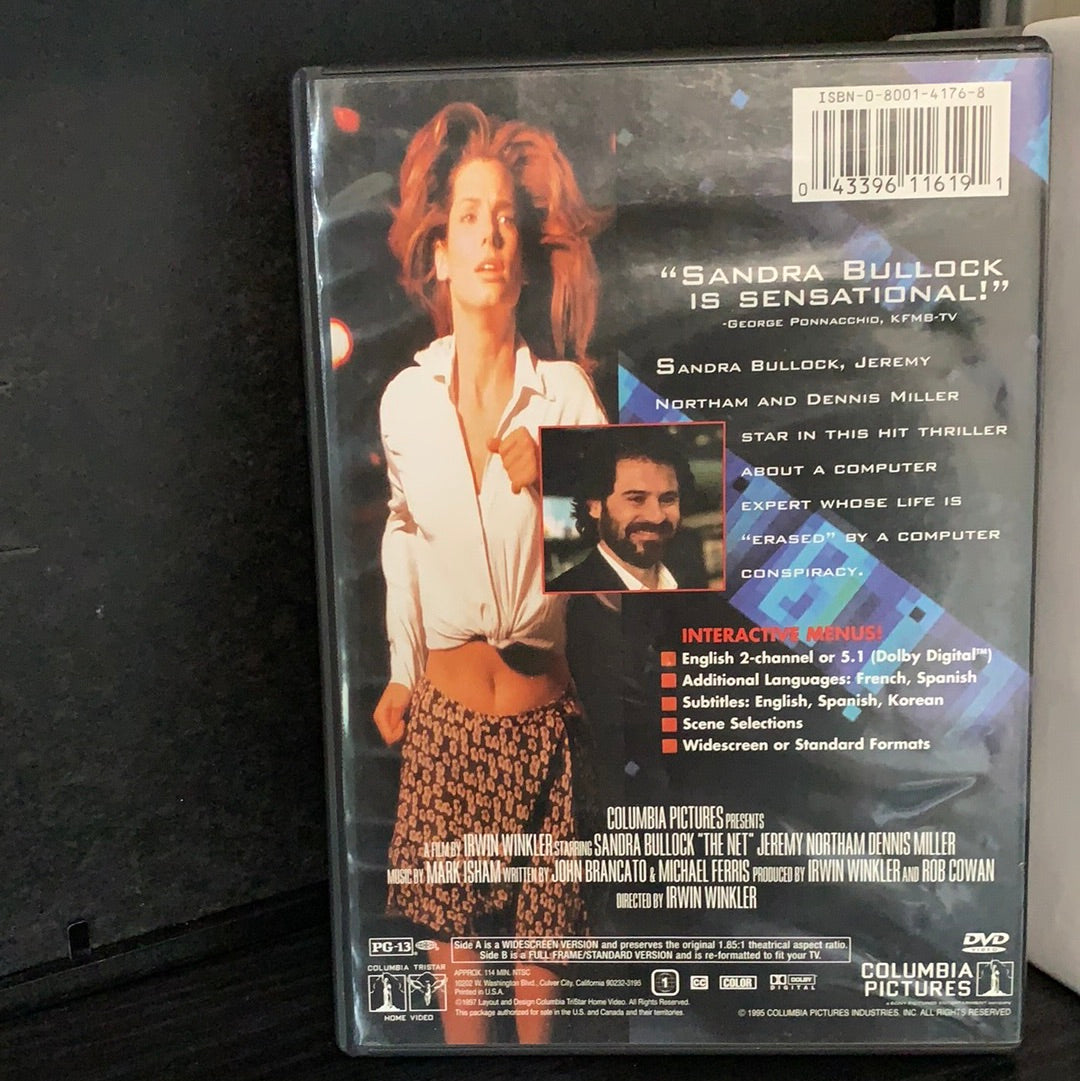 ISBN-0-8001-4176-8
0 43396 11619 1
“SANDRA BULLOCK
IS SENSATIONAL!”
-GEORGE PONNACCHIO, KFMB-TV
SANDRA BULLOCK, JEREMY
NORTHAM AND DENNIS MILLER
STAR IN THIS HIT THRILLER
ABOUT A COMPUTER
EXPERT WHOSE LIFE IS
“ERASED” BY A COMPUTER
CONSPIRACY.
INTERACTIVE MENUS!
English 2-channel or 5.1 (Dolby Digital™)
Additional Languages: French, Spanish
Subtitles: English, Spanish, Korean
Scene Selections
Widescreen or Standard Formats
COLUMBIA PICTURES PRESENTS
A FILM BY IRWIN WINKLER STARRING SANDRA BULLOCK "THE NET" JEREMY NORTHAM DENNIS MILLER
MUSIC BY MARK ISHAM WRITTEN BY JOHN BRANCATO & MICHAEL FERRIS PRODUCED BY IRWIN WINKLER AND ROB COWAN
DIRECTED BY IRWIN WINKLER
PG-13
Side A is a WIDESCREEN VERSION and preserves the original 1.85:1 theatrical aspect ratio.
Side B is a FULL FRAME/STANDARD VERSION and is re-formatted to fit your TV.
DVD
VIDEO
COLUMBIA TRISTAR
HOME VIDEO
APPROX. 114 MIN. NTSC
10202 W. Washington Blvd., Culver City, California 90232-3195
Printed in U.S.A.
©1997 Layout and Design Columbia TriStar Home Video. All Rights Reserved.
This package authorized for sale in the U.S. and Canada and their territories.
1
CC
COLOR
DOLBY
DIGITAL
COLUMBIA
PICTURES
A SONY PICTURES ENTERTAINMENT COMPANY
© 1995 COLUMBIA PICTURES INDUSTRIES, INC. ALL RIGHTS RESERVED